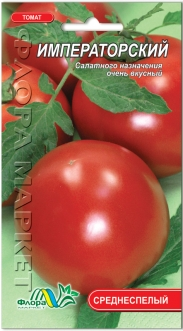 ТОМАТ
ИМПЕРАТОРСКИЙ
Салатного назначения
очень вкусный
ФЛОРА МАРКЕТ
Флора
СРЕДНЕСПЕЛЫЙ